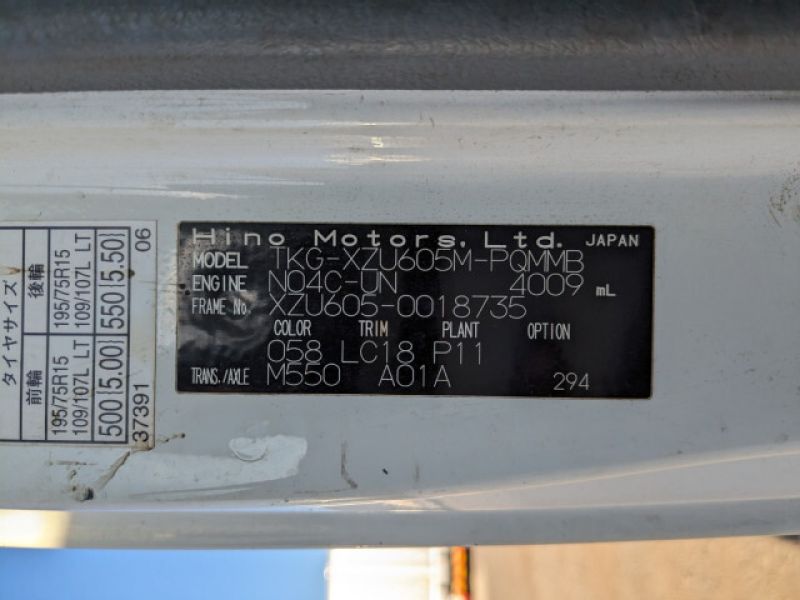 Hino Motors, Ltd. JAPAN
MODEL TKG-XZU605M-PQMMB
ENGINE N04C-UN 4009 mL
FRAME No. XZU605-0018735
COLOR TRIM PLANT OPTION
058 LC18 P11
TRANS./AXLE M550 A01A 294
タイヤサイズ
前輪 後輪
195/75R15 195/75R15
109/107L LT 109/107L LT
500 {5.00} 550 {5.50}
37391 06